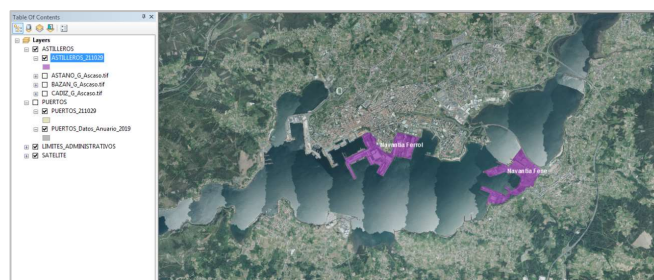 Table Of Contents
Layers
ASTILLEROS
ASTILLEROS_211029
ASTANO_G_Ascaso.tif
BAZAN_G_Ascaso.tif
CADIZ_G_Ascaso.tif
PUERTOS
PUERTOS_211029
PUERTOS_Datos_Anuario_2019
LIMITES_ADMINISTRATIVOS
SATELITE
Navantia Ferrol
Navantia Fene